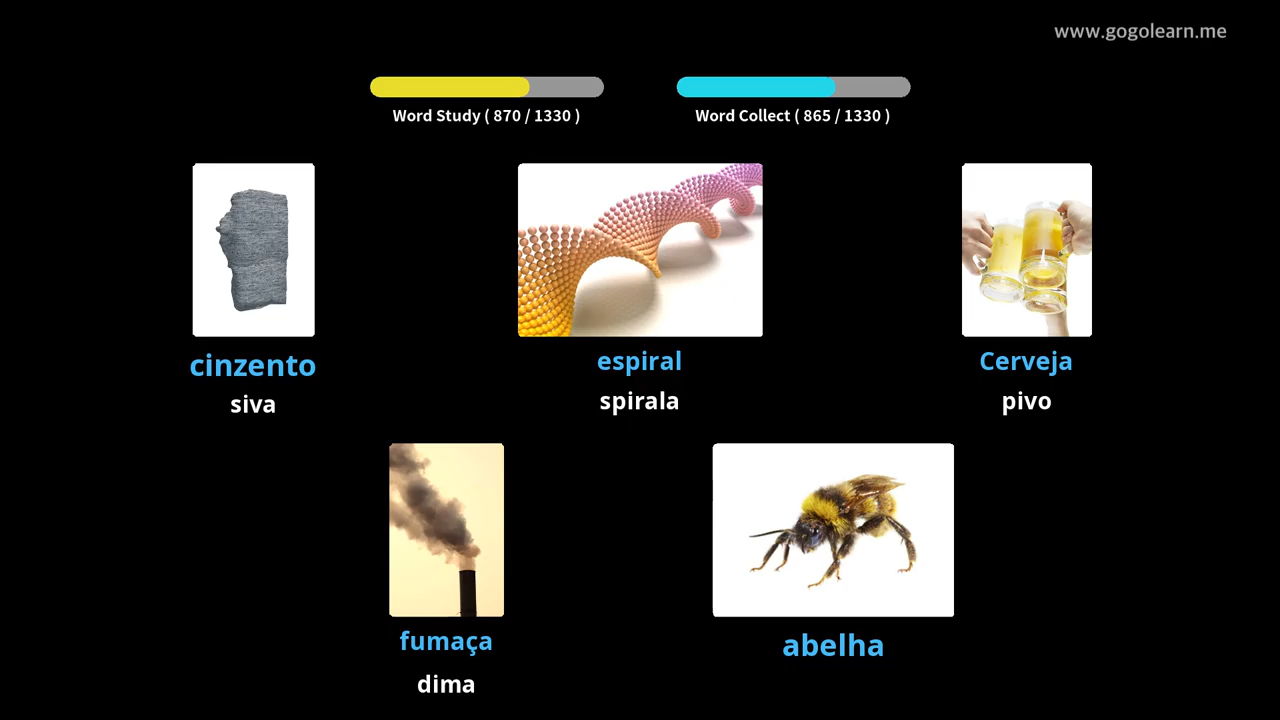 www.gogolearn.me
Word Study ( 870 / 1330 )
Word Collect ( 865 / 1330 )
cinzento
siva
espiral
spirala
Cerveja
pivo
fumaça
dima
abelha